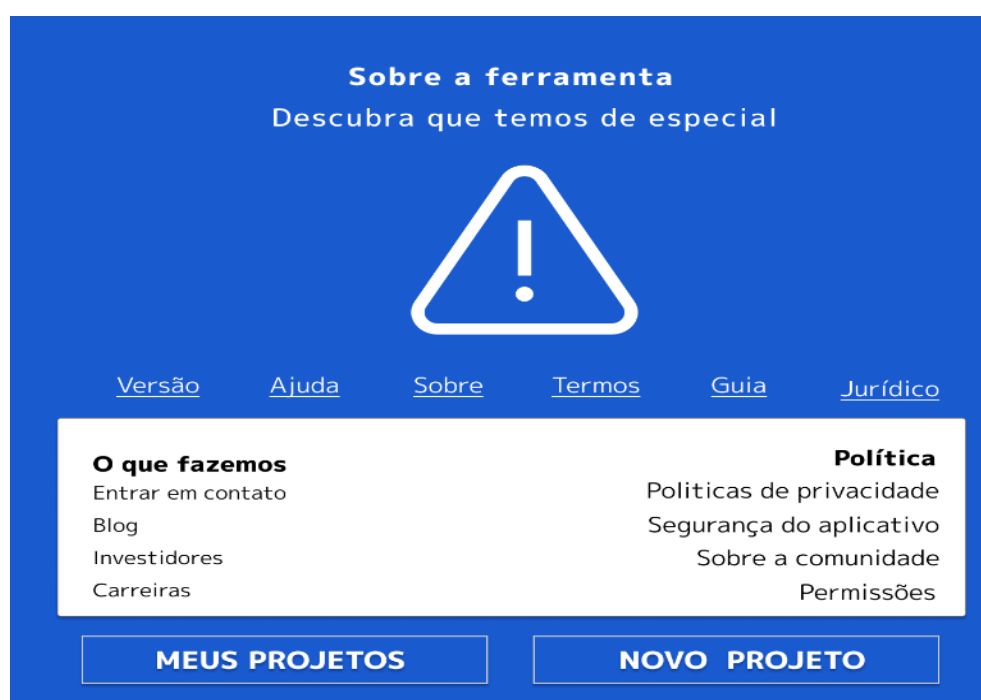 Sobre a ferramenta
Descubra que temos de especial
!
Versão Ajuda Sobre Termos Guia Jurídico
O que fazemos
Entrar em contato
Blog
Investidores
Carreiras
Política
Politicas de privacidade
Segurança do aplicativo
Sobre a comunidade
Permissões
MEUS PROJETOS
NOVO PROJETO